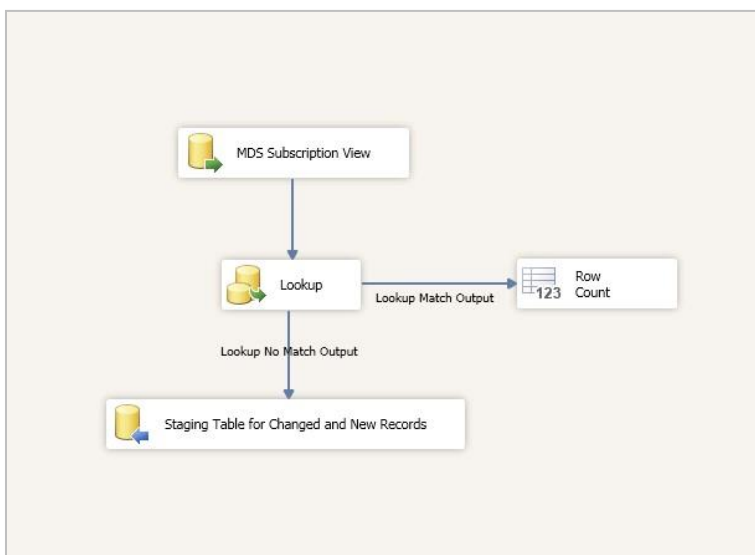 MDS Subscription View
Lookup
Lookup Match Output
Row
Count
123
Lookup No Match Output
Staging Table for Changed and New Records